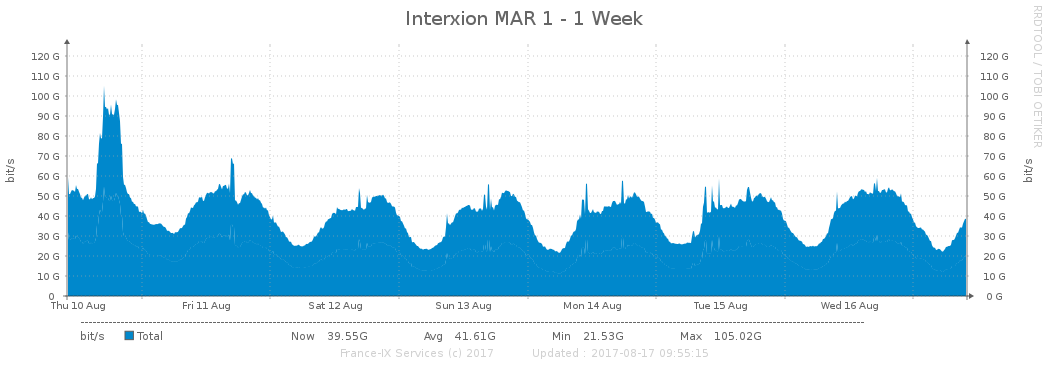 Interxion MAR 1 - 1 Week
RRDTOOL / TOBI OETIKER
bit/s
bit/s
120 G 120 G
110 G 110 G
100 G 100 G
90 G 90 G
80 G 80 G
70 G 70 G
60 G 60 G
50 G 50 G
40 G 40 G
30 G 30 G
20 G 20 G
10 G 10 G
0 0 G
Thu 10 Aug Fri 11 Aug Sat 12 Aug Sun 13 Aug Mon 14 Aug Tue 15 Aug Wed 16 Aug
bit/s Total Now 39.55G Avg 41.61G Min 21.53G Max 105.02G
France-IX Services (c) 2017 Updated : 2017-08-17 09:55:15